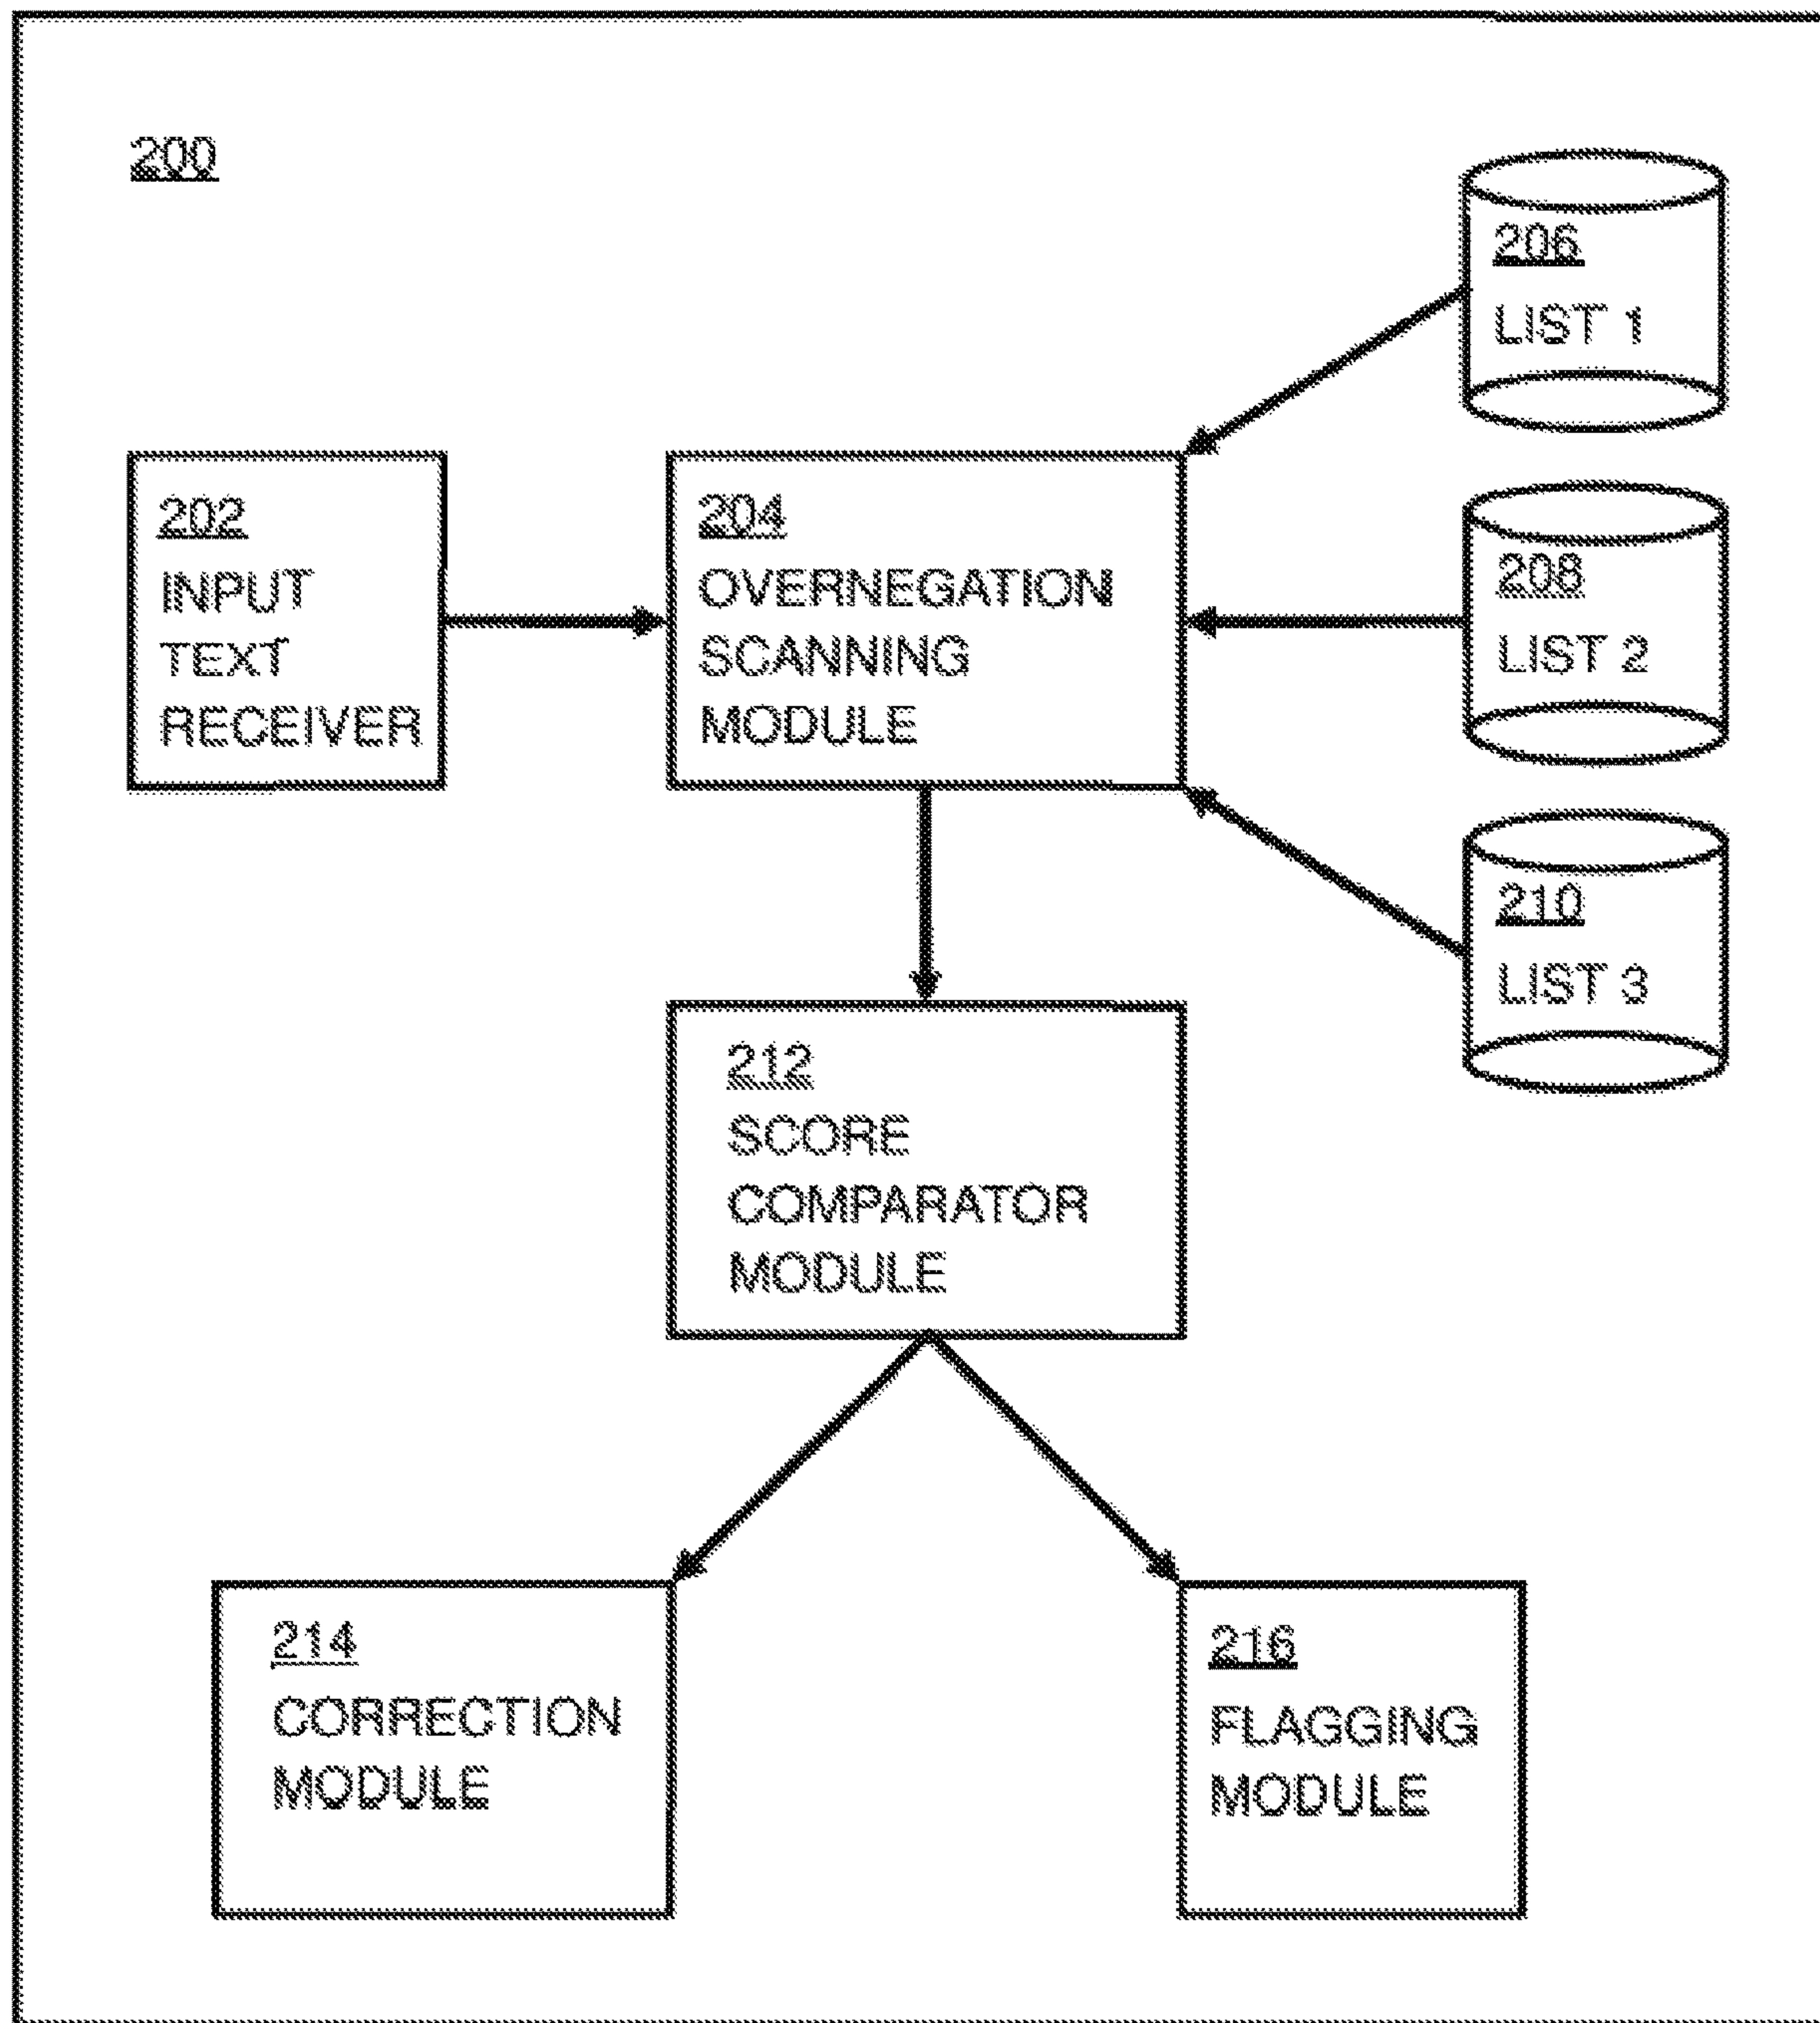 200
206
LIST 1
202
INPUT
TEXT
RECEIVER
204
OVERNEGATION
SCANNING
MODULE
208
LIST 2
210
LIST 3
212
SCORE
COMPARATOR
MODULE
214
CORRECTION
MODULE
216
FLAGGING
MODULE